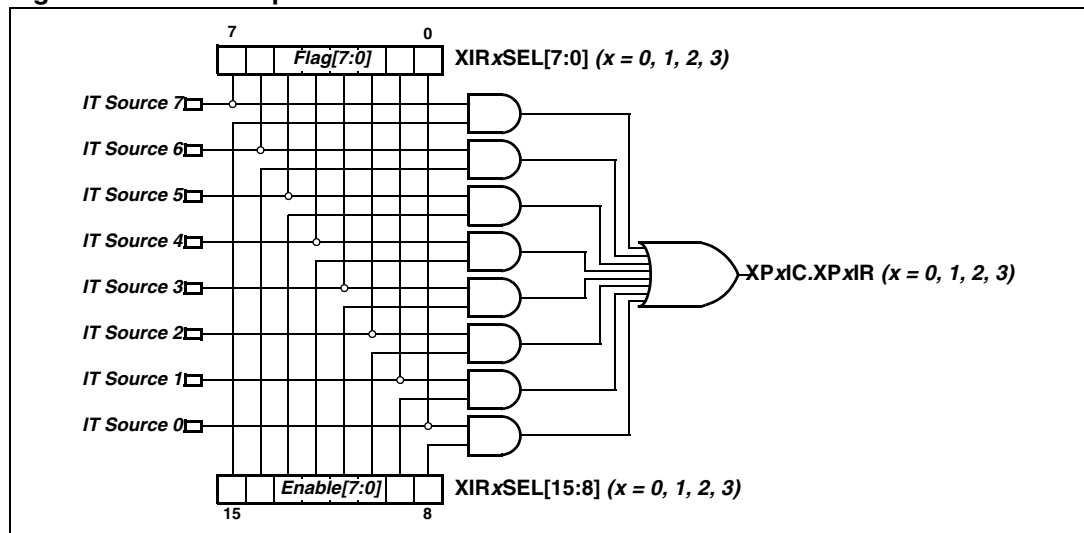 7 0
Flag[7:0] XIRxSEL[7:0] (x = 0, 1, 2, 3)
IT Source 7
IT Source 6
IT Source 5
IT Source 4
IT Source 3
IT Source 2
IT Source 1
IT Source 0
XPxIC.XPxIR (x = 0, 1, 2, 3)
Enable[7:0] XIRxSEL[15:8] (x = 0, 1, 2, 3)
15 8